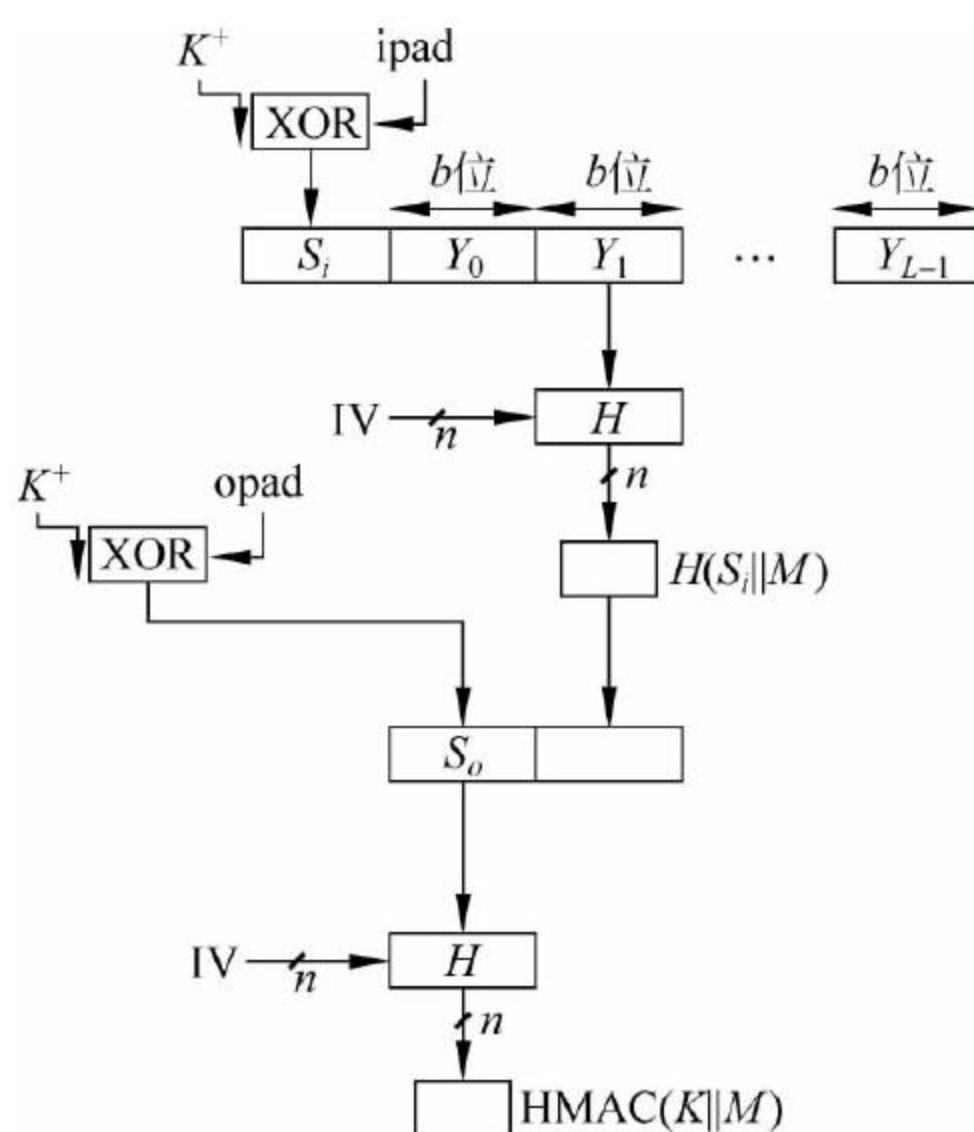 K⁺ ipad
XOR
b位 b位 b位
Sᵢ Y₀ Y₁ … Y_{L−1}
IV n H
n
K⁺ opad
XOR H(Sᵢ||M)
Sₒ
IV n H
n
HMAC(K||M)